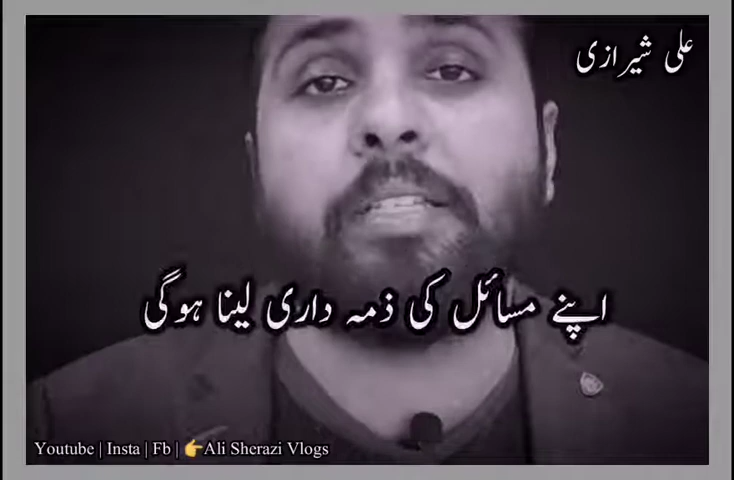 علی شیرازی
اپنے مسائل کی ذمہ داری لینا ہوگی
Youtube | Insta | Fb | 👉Ali Sherazi Vlogs